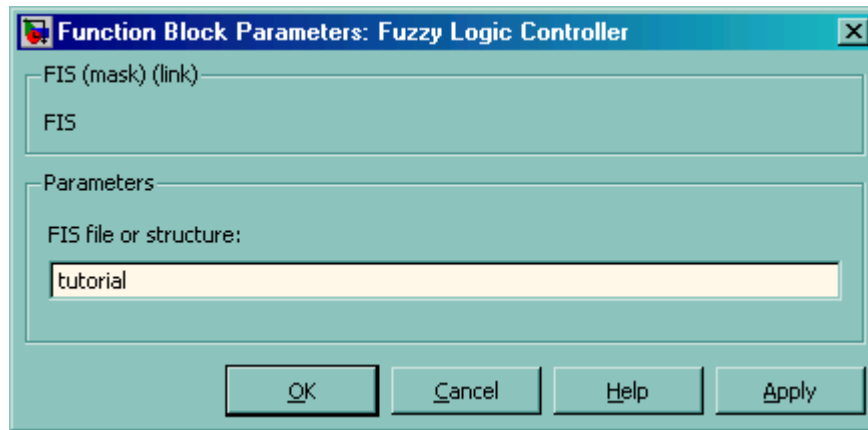 Function Block Parameters: Fuzzy Logic Controller
FIS (mask) (link)
FIS
Parameters
FIS file or structure:
tutorial
OK Cancel Help Apply